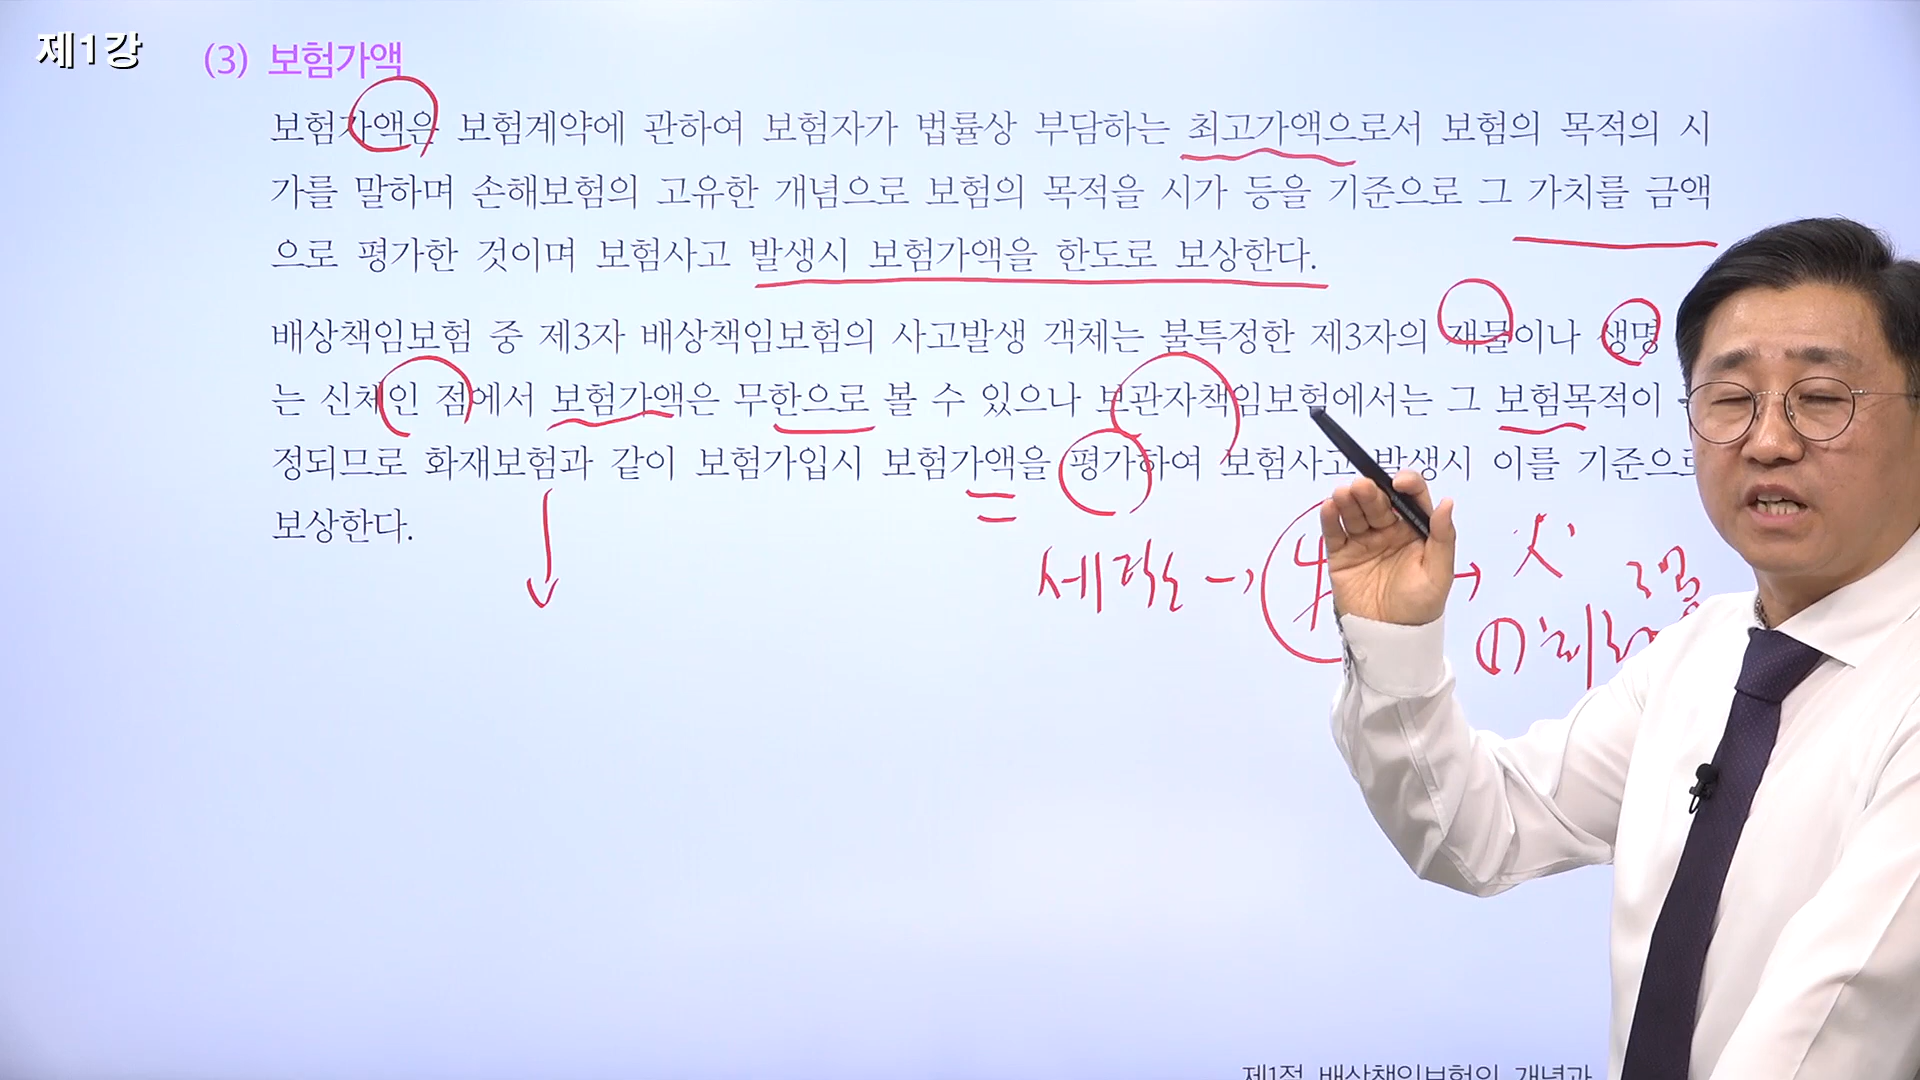 제1강
(3) 보험가액
보험가액은 보험계약에 관하여 보험자가 법률상 부담하는 최고가액으로서 보험의 목적의 시
가를 말하며 손해보험의 고유한 개념으로 보험의 목적을 시가 등을 기준으로 그 가치를 금액
으로 평가한 것이며 보험사고 발생시 보험가액을 한도로 보상한다.
배상책임보험 중 제3자 배상책임보험의 사고발생 객체는 불특정한 제3자의 재물이나 생명
는 신체인 점에서 보험가액은 무한으로 볼 수 있으나 보관자책임보험에서는 그 보험목적이
정되므로 화재보험과 같이 보험가입시 보험가액을 평가하여 보험사고 발생시 이를 기준으로
보상한다.
세탁소 →
제1절 배상책임보험의 개념과